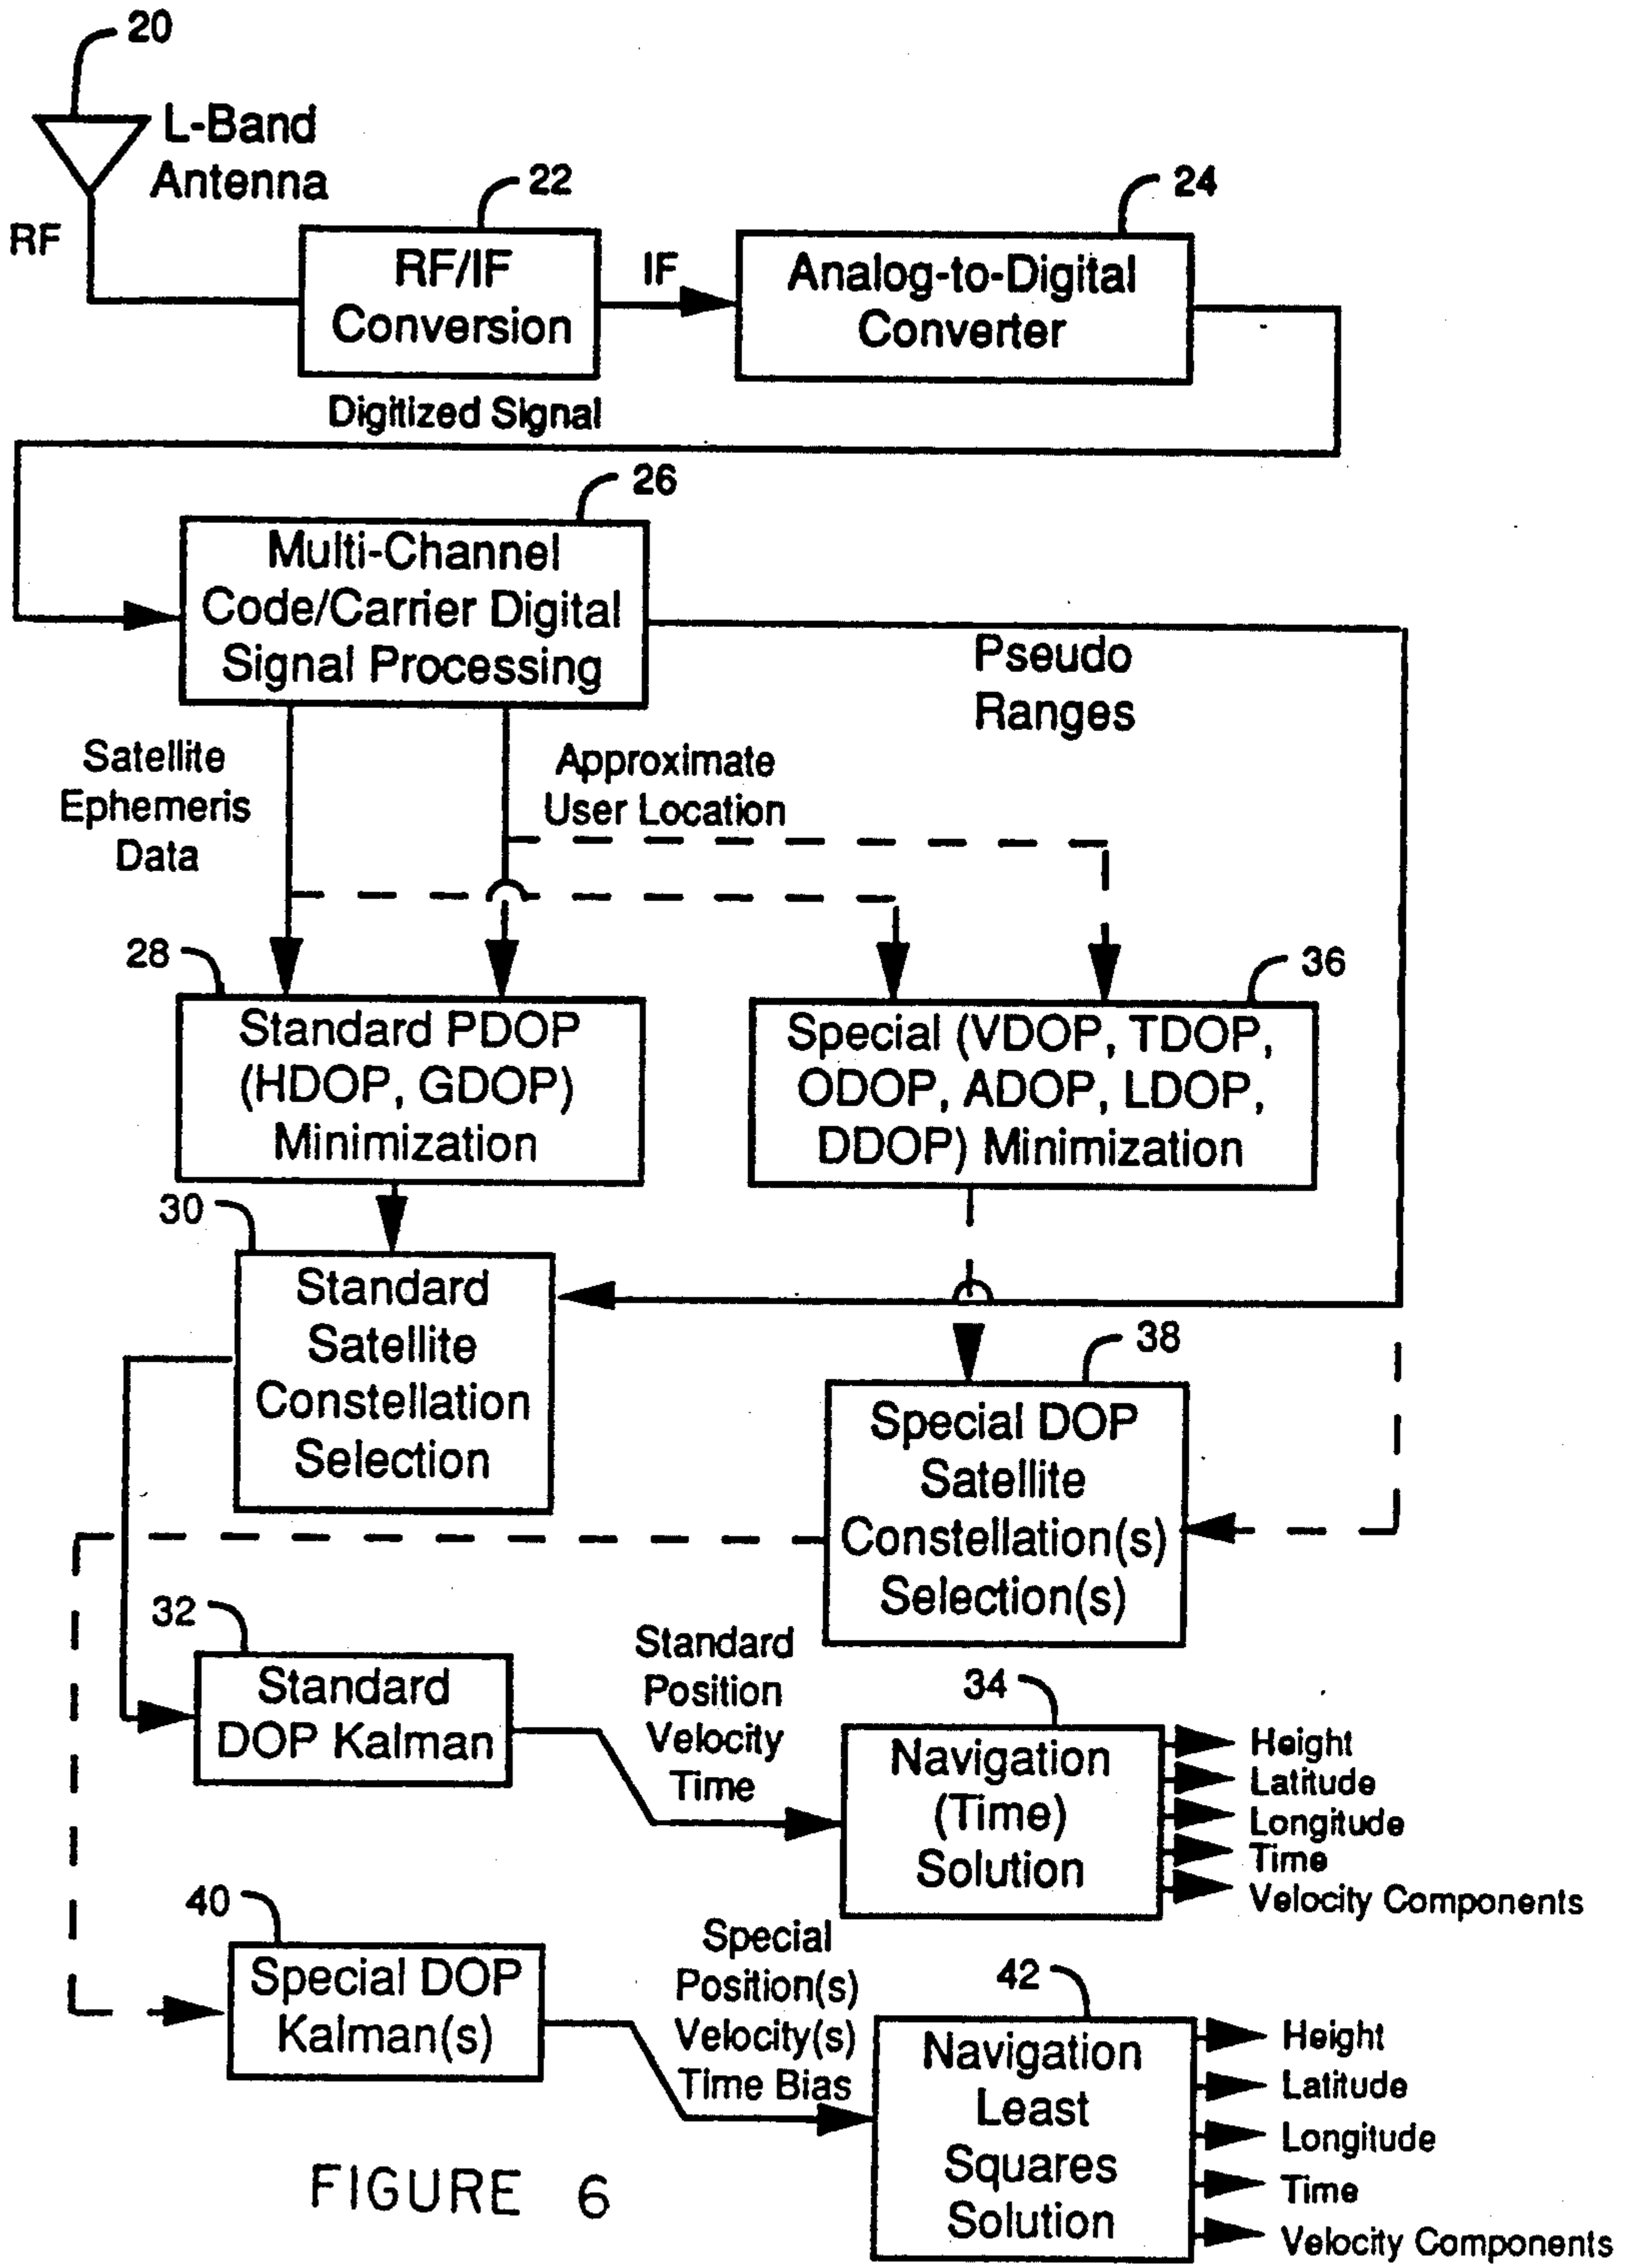 20
L-Band
Antenna
RF
22
RF/IF
Conversion
IF
24
Analog-to-Digital
Converter
Digitized Signal
26
Multi-Channel
Code/Carrier Digital
Signal Processing
Pseudo
Ranges
Satellite
Ephemeris
Data
Approximate
User Location
28
Standard PDOP
(HDOP, GDOP)
Minimization
36
Special (VDOP, TDOP,
ODOP, ADOP, LDOP,
DDOP) Minimization
30
Standard
Satellite
Constellation
Selection
38
Special DOP
Satellite
Constellation(s)
Selection(s)
32
Standard
DOP Kalman
Standard
Position
Velocity
Time
34
Navigation
(Time)
Solution
Height
Latitude
Longitude
Time
Velocity Components
40
Special DOP
Kalman(s)
Special
Position(s)
Velocity(s)
Time Bias
42
Navigation
Least
Squares
Solution
Height
Latitude
Longitude
Time
Velocity Components
FIGURE 6